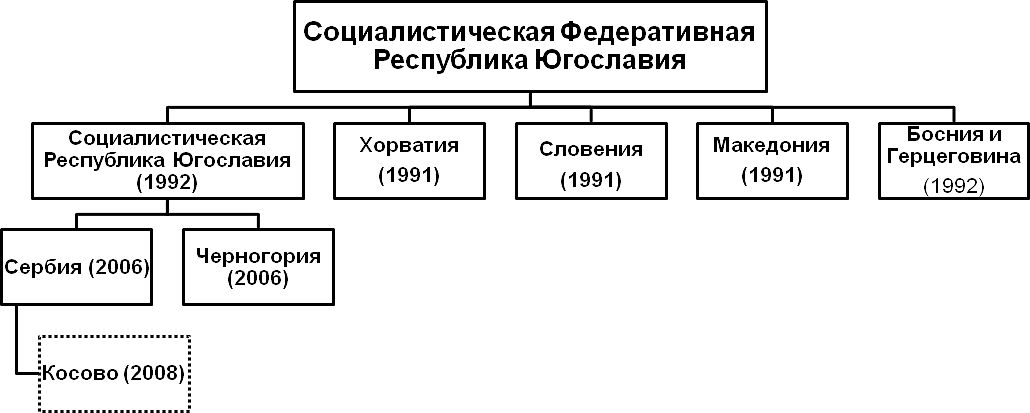 Социалистическая Федеративная
Республика Югославия
Социалистическая
Республика Югославия
(1992)
Хорватия
(1991)
Словения
(1991)
Македония
(1991)
Босния и
Герцеговина
(1992)
Сербия (2006)
Черногория
(2006)
Косово (2008)